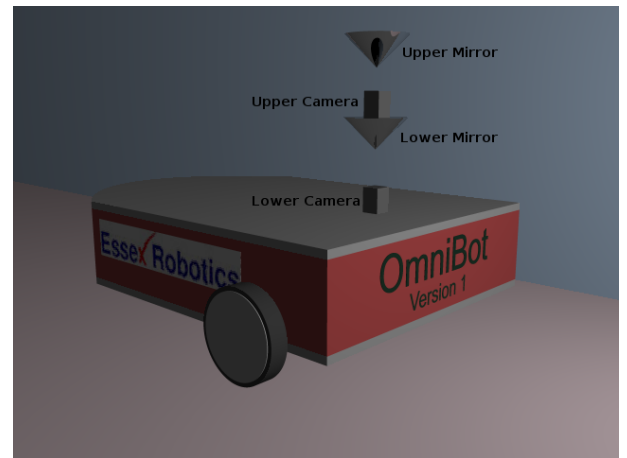 Upper Mirror
Upper Camera
Lower Mirror
Lower Camera
Essex Robotics
OmniBot
Version 1